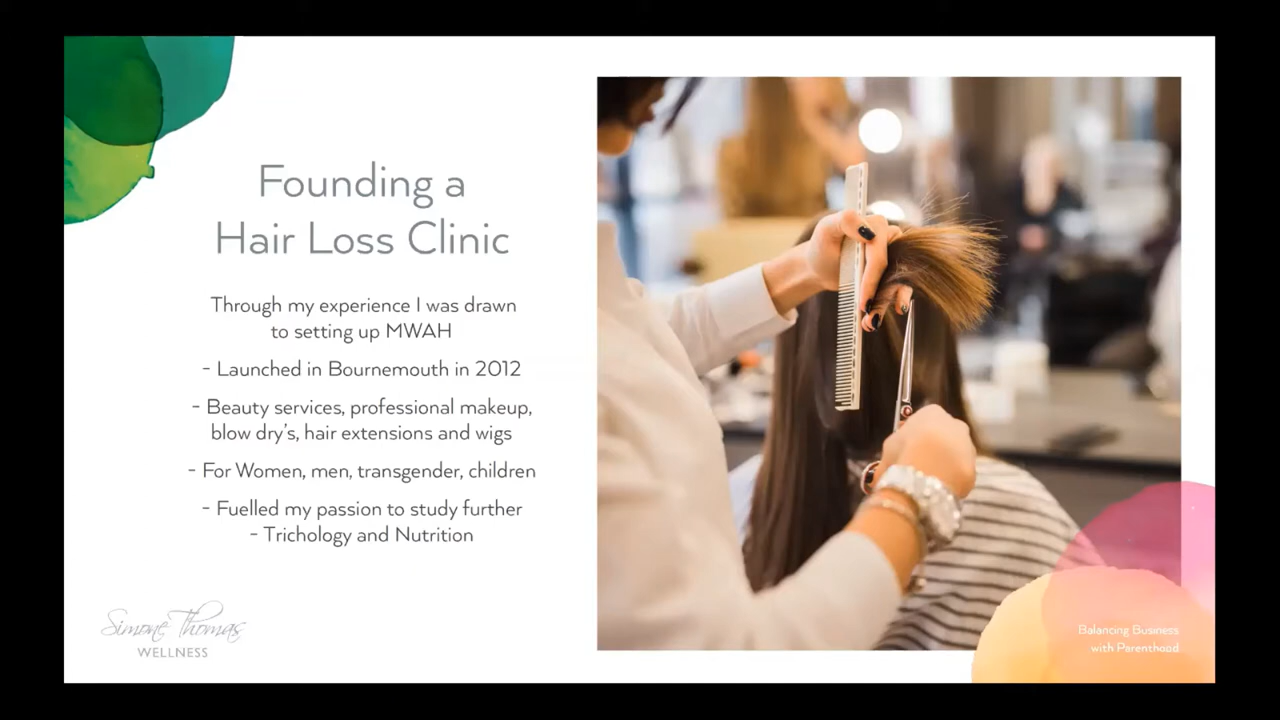 Founding a
Hair Loss Clinic
Through my experience I was drawn
to setting up MWAH
- Launched in Bournemouth in 2012
- Beauty services, professional makeup,
blow dry's, hair extensions and wigs
- For Women, men, transgender, children
- Fuelled my passion to study further
- Trichology and Nutrition
Simone Thomas
WELLNESS
Balancing Business
with Parenthood